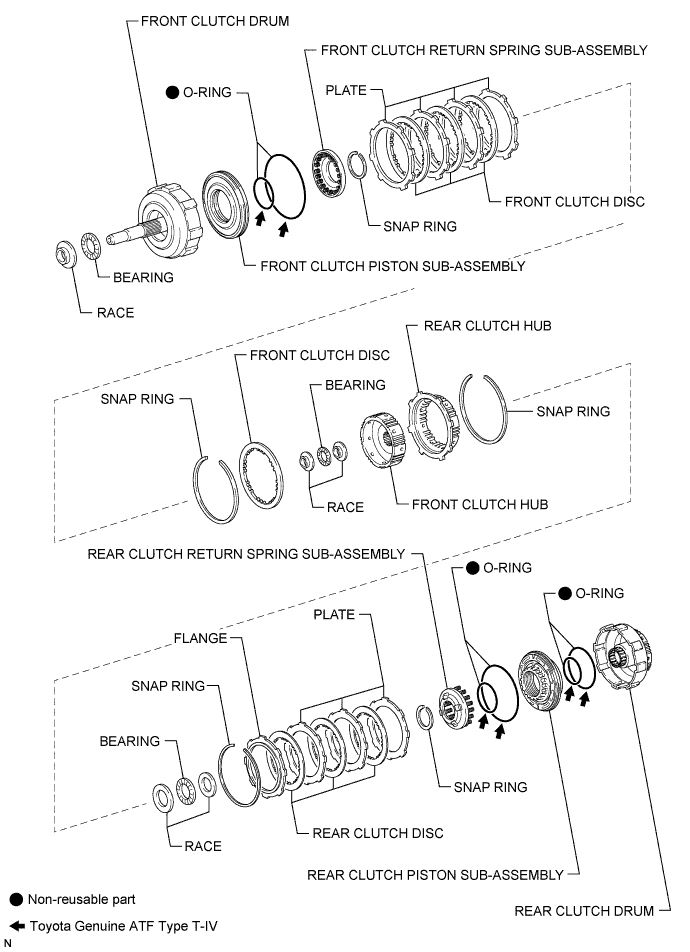 FRONT CLUTCH DRUM
FRONT CLUTCH RETURN SPRING SUB-ASSEMBLY
O-RING
PLATE
FRONT CLUTCH DISC
SNAP RING
FRONT CLUTCH PISTON SUB-ASSEMBLY
BEARING
RACE
REAR CLUTCH HUB
FRONT CLUTCH DISC
BEARING
SNAP RING
SNAP RING
RACE
FRONT CLUTCH HUB
REAR CLUTCH RETURN SPRING SUB-ASSEMBLY
O-RING
O-RING
PLATE
FLANGE
SNAP RING
BEARING
SNAP RING
REAR CLUTCH DISC
RACE
REAR CLUTCH PISTON SUB-ASSEMBLY
REAR CLUTCH DRUM
Non-reusable part
Toyota Genuine ATF Type T-IV
N